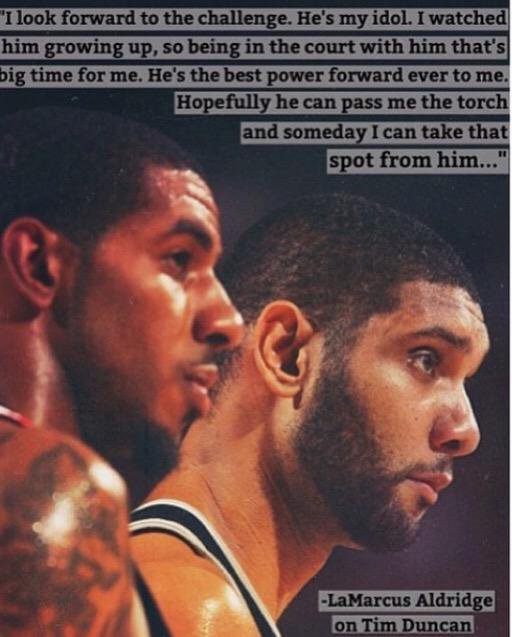 "I look forward to the challenge. He's my idol. I watched
him growing up, so being in the court with him that's
big time for me. He's the best power forward ever to me.
Hopefully he can pass me the torch
and someday I can take that
spot from him..."
-LaMarcus Aldridge
on Tim Duncan